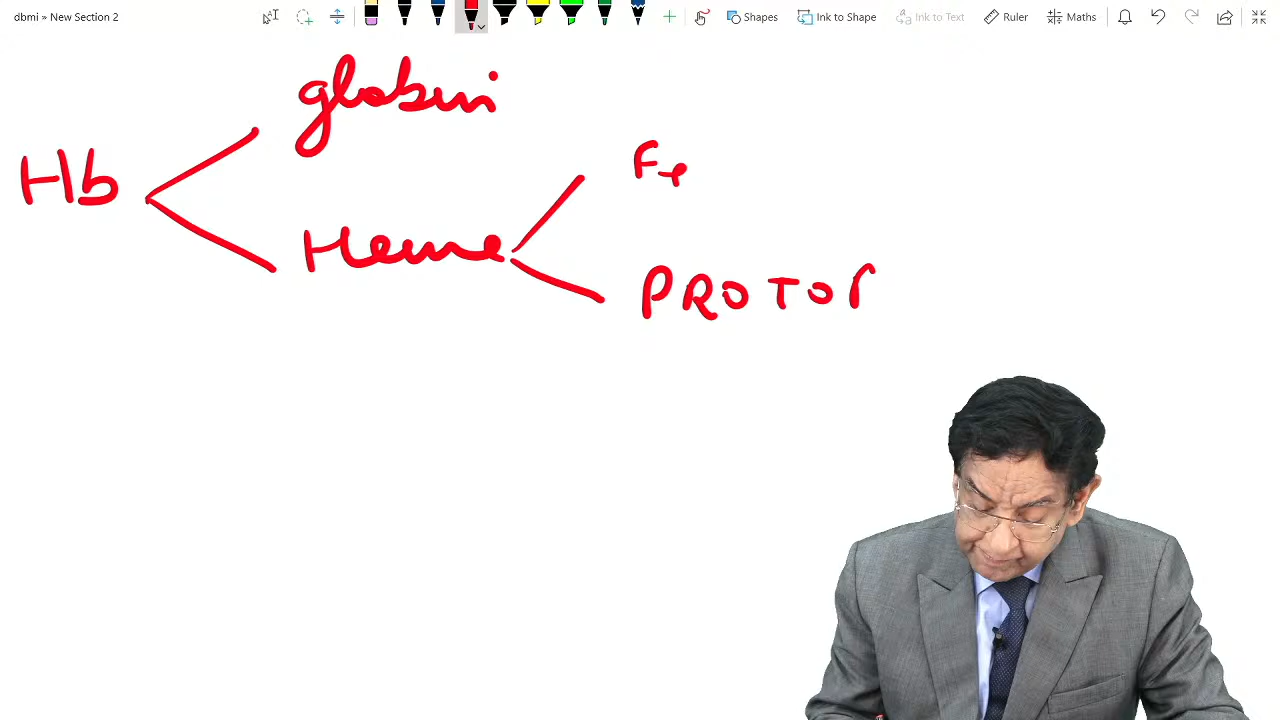 dbmi » New Section 2
Shapes
Ink to Shape
Ink to Text
Ruler
Maths
globin
Hb
Fe
Heme
PROTOP